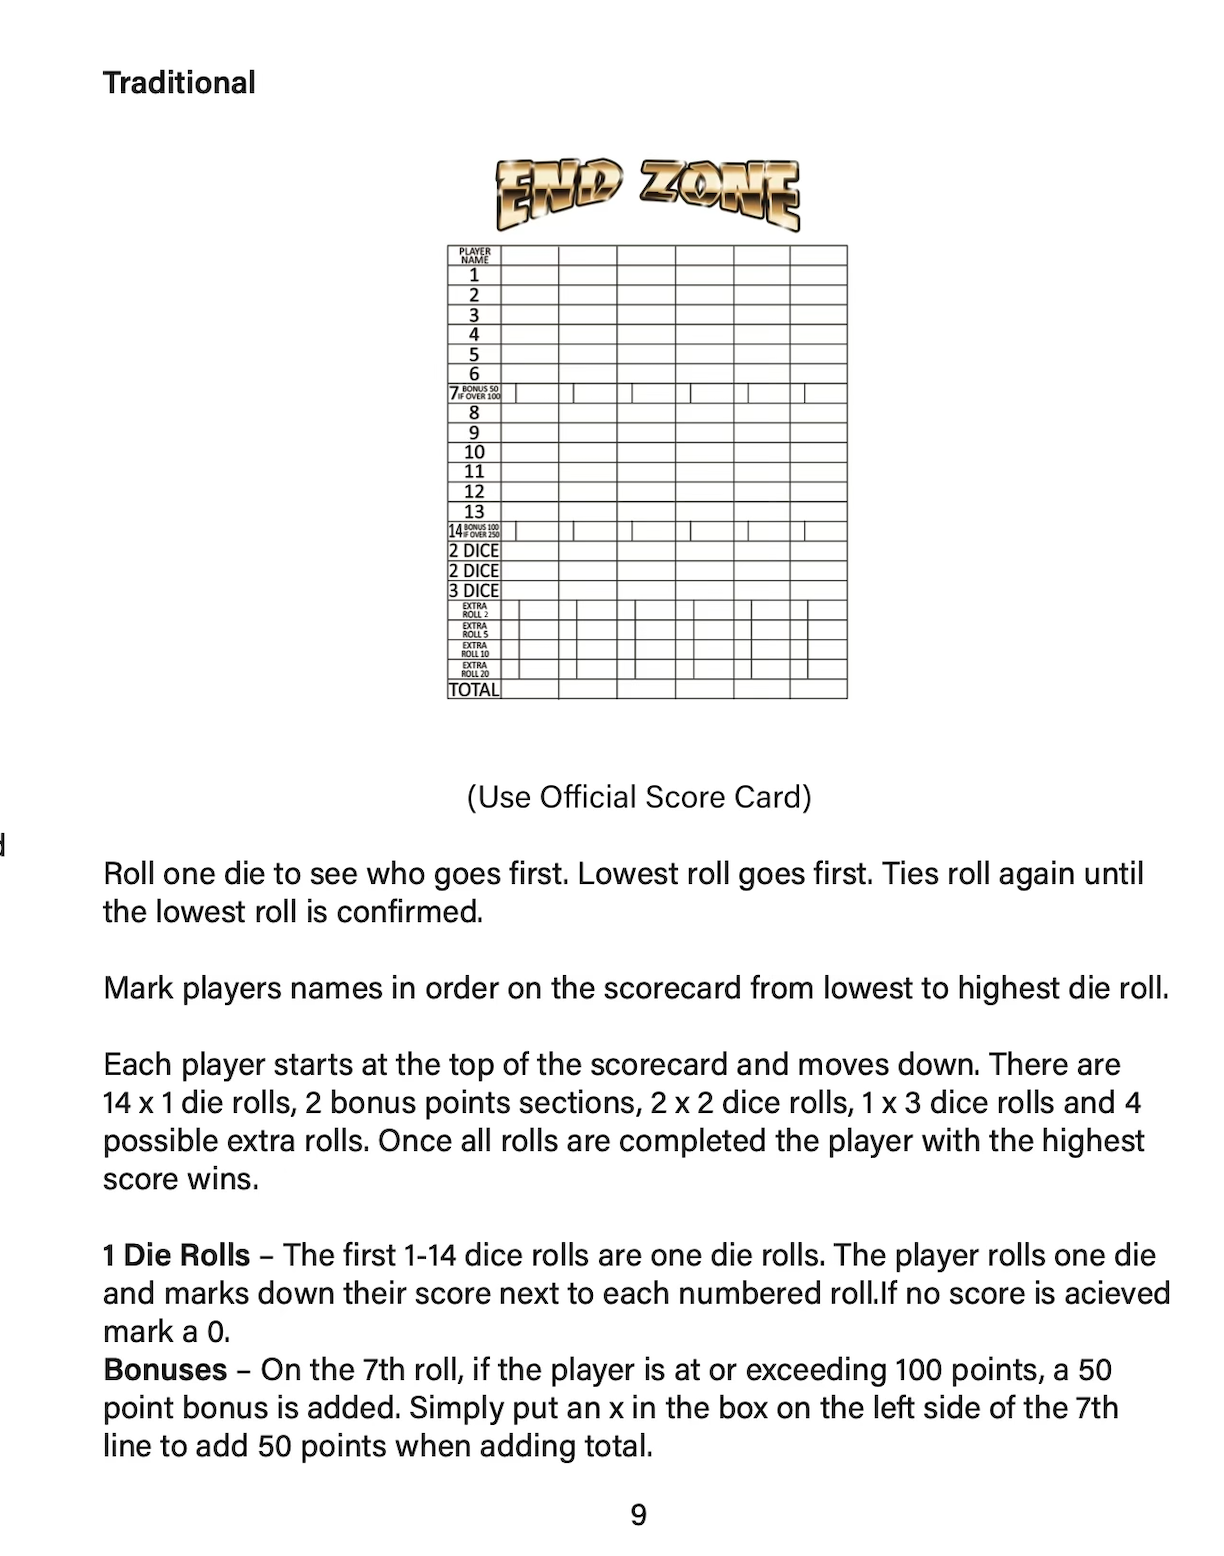 Traditional
END ZONE
PLAYER
NAME
1
2
3
4
5
6
7 BONUS 50
IF OVER 100
8
9
10
11
12
13
14 BONUS 100
IF OVER 250
2 DICE
2 DICE
3 DICE
EXTRA
ROLL 2
EXTRA
ROLL 5
EXTRA
ROLL 10
EXTRA
ROLL 20
TOTAL
(Use Official Score Card)
Roll one die to see who goes first. Lowest roll goes first. Ties roll again until
the lowest roll is confirmed.
Mark players names in order on the scorecard from lowest to highest die roll.
Each player starts at the top of the scorecard and moves down. There are
14 x 1 die rolls, 2 bonus points sections, 2 x 2 dice rolls, 1 x 3 dice rolls and 4
possible extra rolls. Once all rolls are completed the player with the highest
score wins.
1 Die Rolls – The first 1-14 dice rolls are one die rolls. The player rolls one die
and marks down their score next to each numbered roll.If no score is acieved
mark a 0.
Bonuses – On the 7th roll, if the player is at or exceeding 100 points, a 50
point bonus is added. Simply put an x in the box on the left side of the 7th
line to add 50 points when adding total.
9